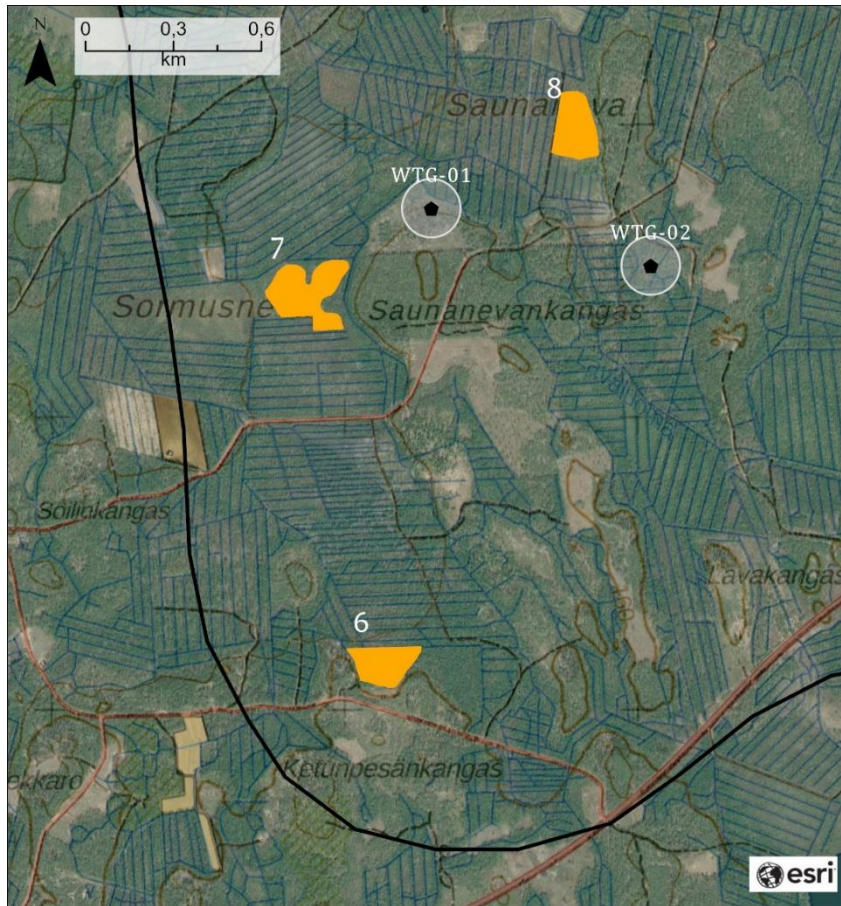 N
0 0,3 0,6
km
8
Saunaneva
WTG-01
WTG-02
7
Sormusne
Saunanevankangas
Soilinkangas
Lavakangas
160
6
Ketunpesänkangas
ekkaro
esri